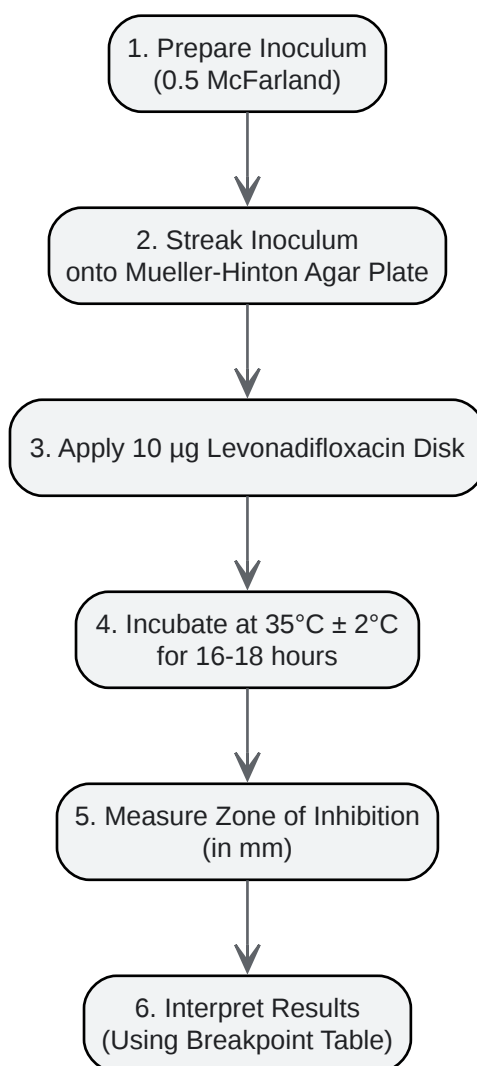 1. Prepare Inoculum
(0.5 McFarland)
2. Streak Inoculum
onto Mueller-Hinton Agar Plate
3. Apply 10 µg Levonadifloxacin Disk
4. Incubate at 35°C ± 2°C
for 16-18 hours
5. Measure Zone of Inhibition
(in mm)
6. Interpret Results
(Using Breakpoint Table)